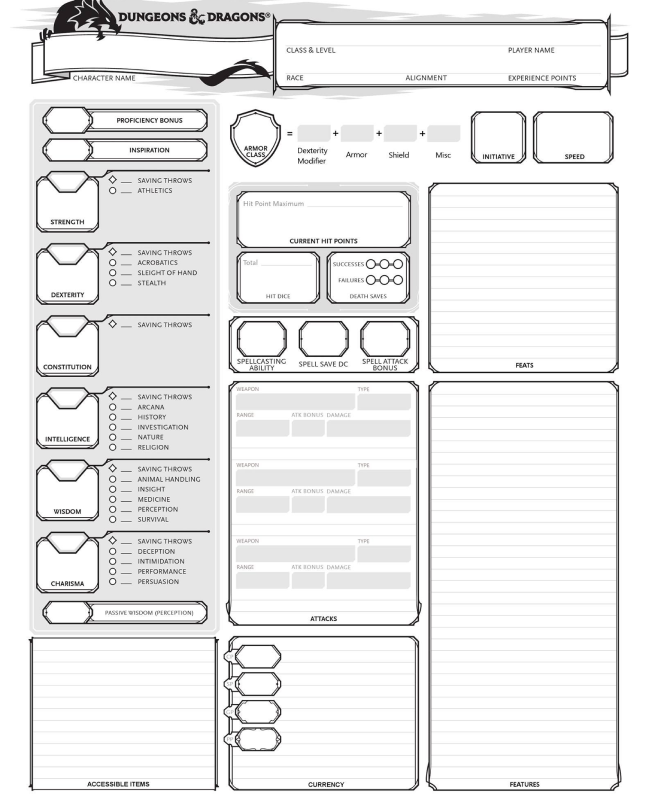 DUNGEONS & DRAGONS®
CLASS & LEVEL PLAYER NAME
CHARACTER NAME
RACE ALIGNMENT EXPERIENCE POINTS
PROFICIENCY BONUS
INSPIRATION
ARMOR
CLASS
= + + +
Dexterity
Modifier
Armor
Shield
Misc
INITIATIVE
SPEED
STRENGTH
SAVING THROWS
ATHLETICS
DEXTERITY
SAVING THROWS
ACROBATICS
SLEIGHT OF HAND
STEALTH
CONSTITUTION
SAVING THROWS
INTELLIGENCE
SAVING THROWS
ARCANA
HISTORY
INVESTIGATION
NATURE
RELIGION
WISDOM
SAVING THROWS
ANIMAL HANDLING
INSIGHT
MEDICINE
PERCEPTION
SURVIVAL
CHARISMA
SAVING THROWS
DECEPTION
INTIMIDATION
PERFORMANCE
PERSUASION
PASSIVE WISDOM (PERCEPTION)
Hit Point Maximum
CURRENT HIT POINTS
Total
HIT DICE
SUCCESSES
FAILURES
DEATH SAVES
SPELLCASTING
ABILITY
SPELL SAVE DC
SPELL ATTACK
BONUS
FEATS
WEAPON TYPE
RANGE ATK BONUS DAMAGE
WEAPON TYPE
RANGE ATK BONUS DAMAGE
WEAPON TYPE
RANGE ATK BONUS DAMAGE
ATTACKS
ACCESSIBLE ITEMS
CP
SP
GP
PP
CURRENCY
FEATURES